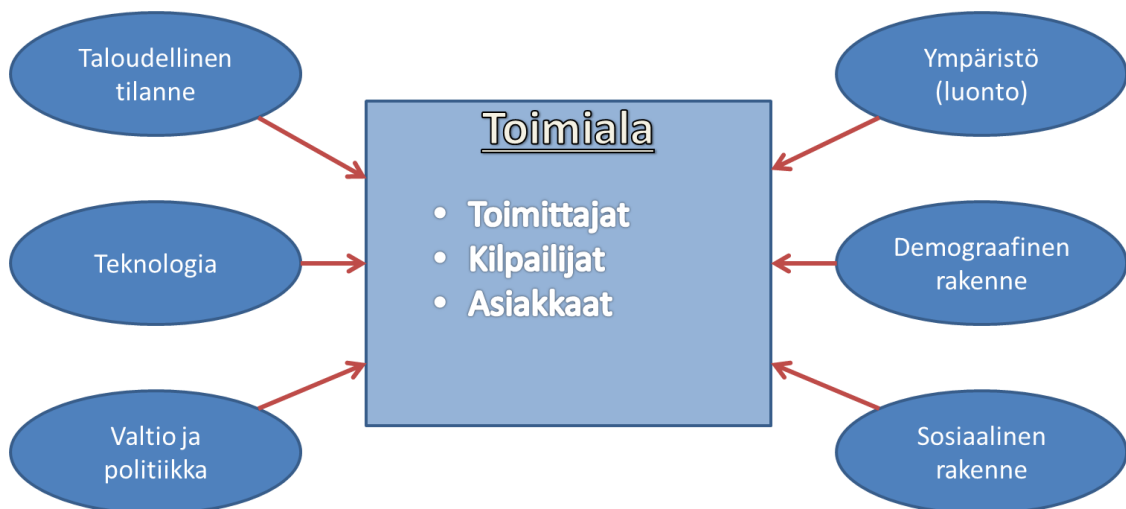 Taloudellinen
tilanne
Teknologia
Valtio ja
politiikka
Toimiala
• Toimittajat
• Kilpailijat
• Asiakkaat
Ympäristö
(luonto)
Demograafinen
rakenne
Sosiaalinen
rakenne